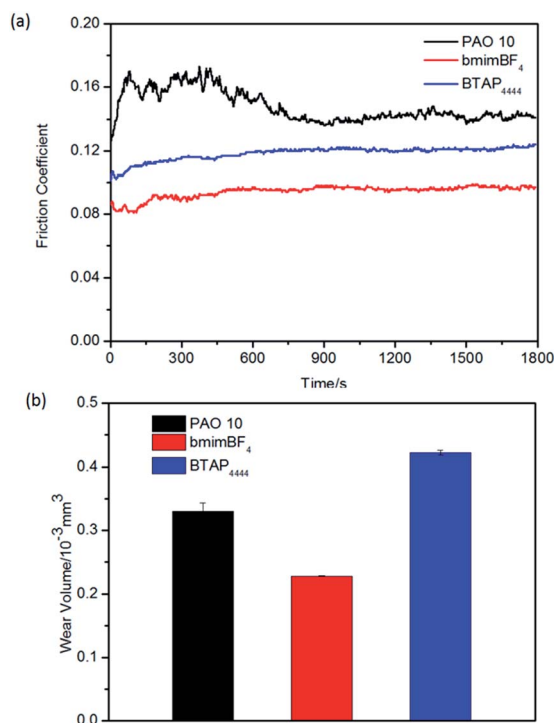 (a)
0.20
0.16
0.12
0.08
0.04
0.00
Friction Coefficient
PAO 10
bmimBF₄
BTAP₄₄₄₄
0 300 600 900 1200 1500 1800
Time/s
(b)
0.5
0.4
0.3
0.2
0.1
0.0
Wear Volume/10⁻³mm³
PAO 10
bmimBF₄
BTAP₄₄₄₄